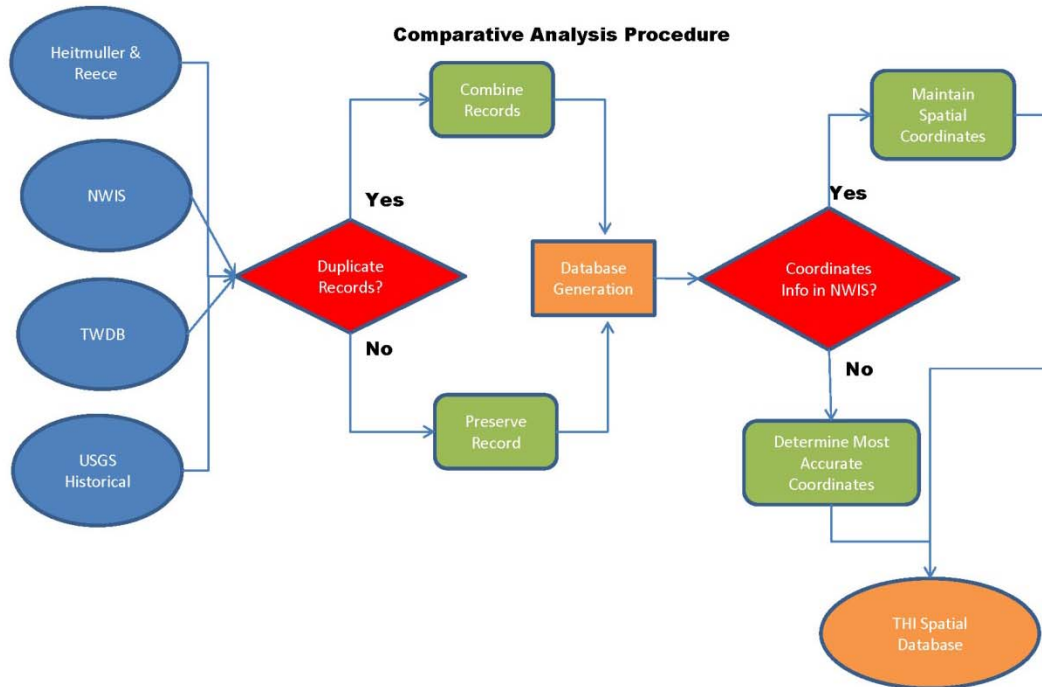 Comparative Analysis Procedure
Heitmuller &
Reece
NWIS
TWDB
USGS
Historical
Duplicate
Records?
Yes
No
Combine
Records
Preserve
Record
Database
Generation
Coordinates
Info in NWIS?
Yes
No
Maintain
Spatial
Coordinates
Determine Most
Accurate
Coordinates
THI Spatial
Database